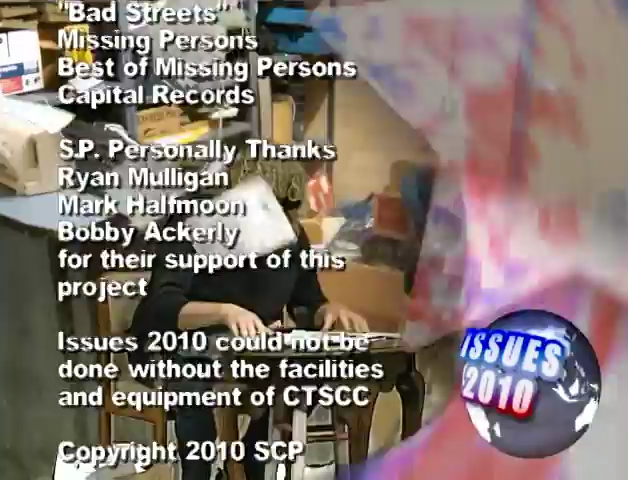 "Bad Streets"
Missing Persons
Best of Missing Persons
Capital Records
S.P. Personally Thanks
Ryan Mulligan
Mark Halfmoon
Bobby Ackerly
for their support of this
project
Issues 2010 could not be
done without the facilities
and equipment of CTSCC
Copyright 2010 SCP
ISSUES
2010